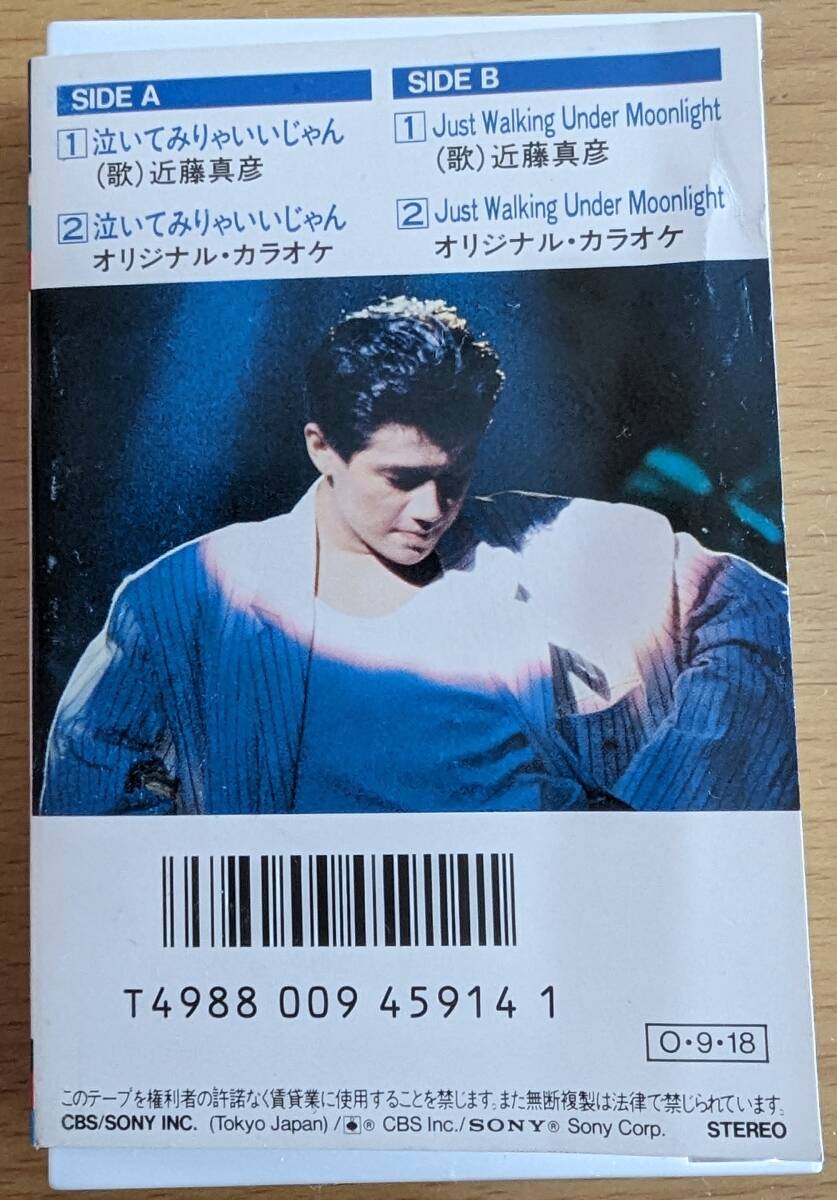 SIDE A
1 泣いてみりゃいいじゃん
(歌)近藤真彦
2 泣いてみりゃいいじゃん
オリジナル・カラオケ
SIDE B
1 Just Walking Under Moonlight
(歌)近藤真彦
2 Just Walking Under Moonlight
オリジナル・カラオケ
T4988 009 45914 1
O・9・18
このテープを権利者の許諾なく賃貸業に使用することを禁じます。また無断複製は法律で禁じられています。
CBS/SONY INC. (Tokyo Japan) / ® CBS Inc./SONY® Sony Corp. STEREO